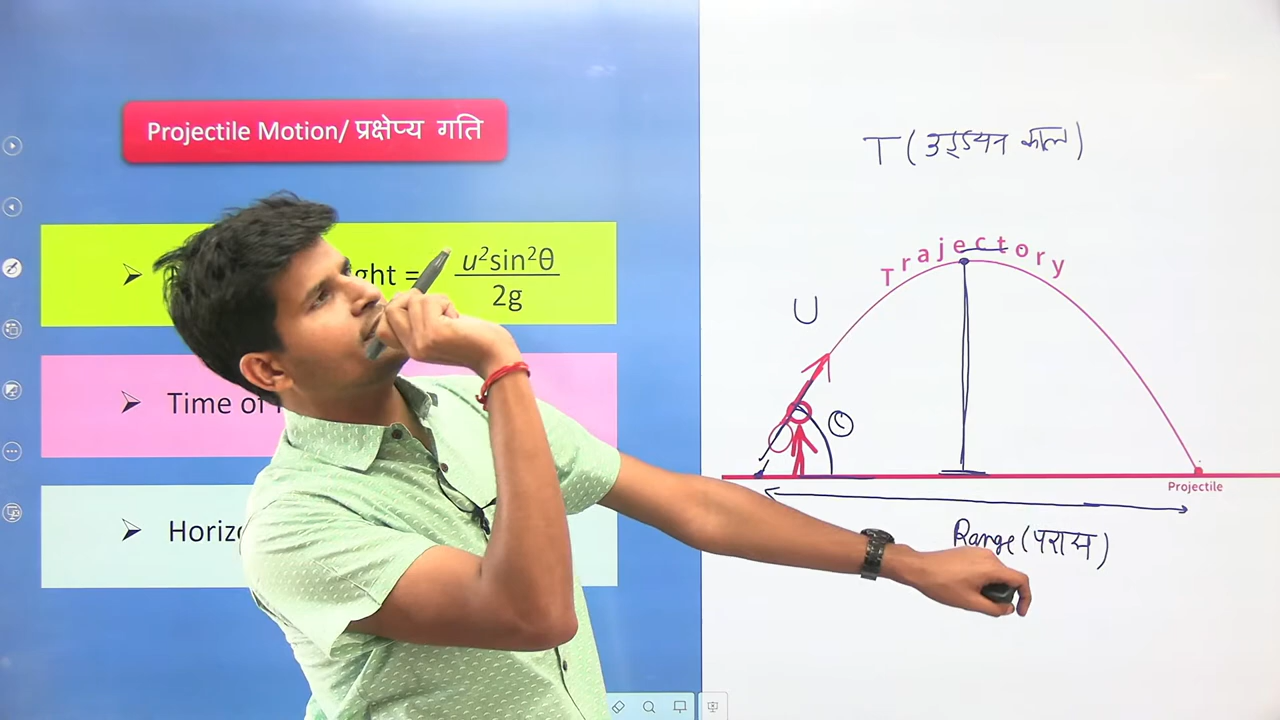 Projectile Motion/ प्रक्षेप्य गति
ght = u²sin²θ
2g
Time of
Horiz
T (उड्डयन काल)
Trajectory
U
θ
Projectile
Range (परास)